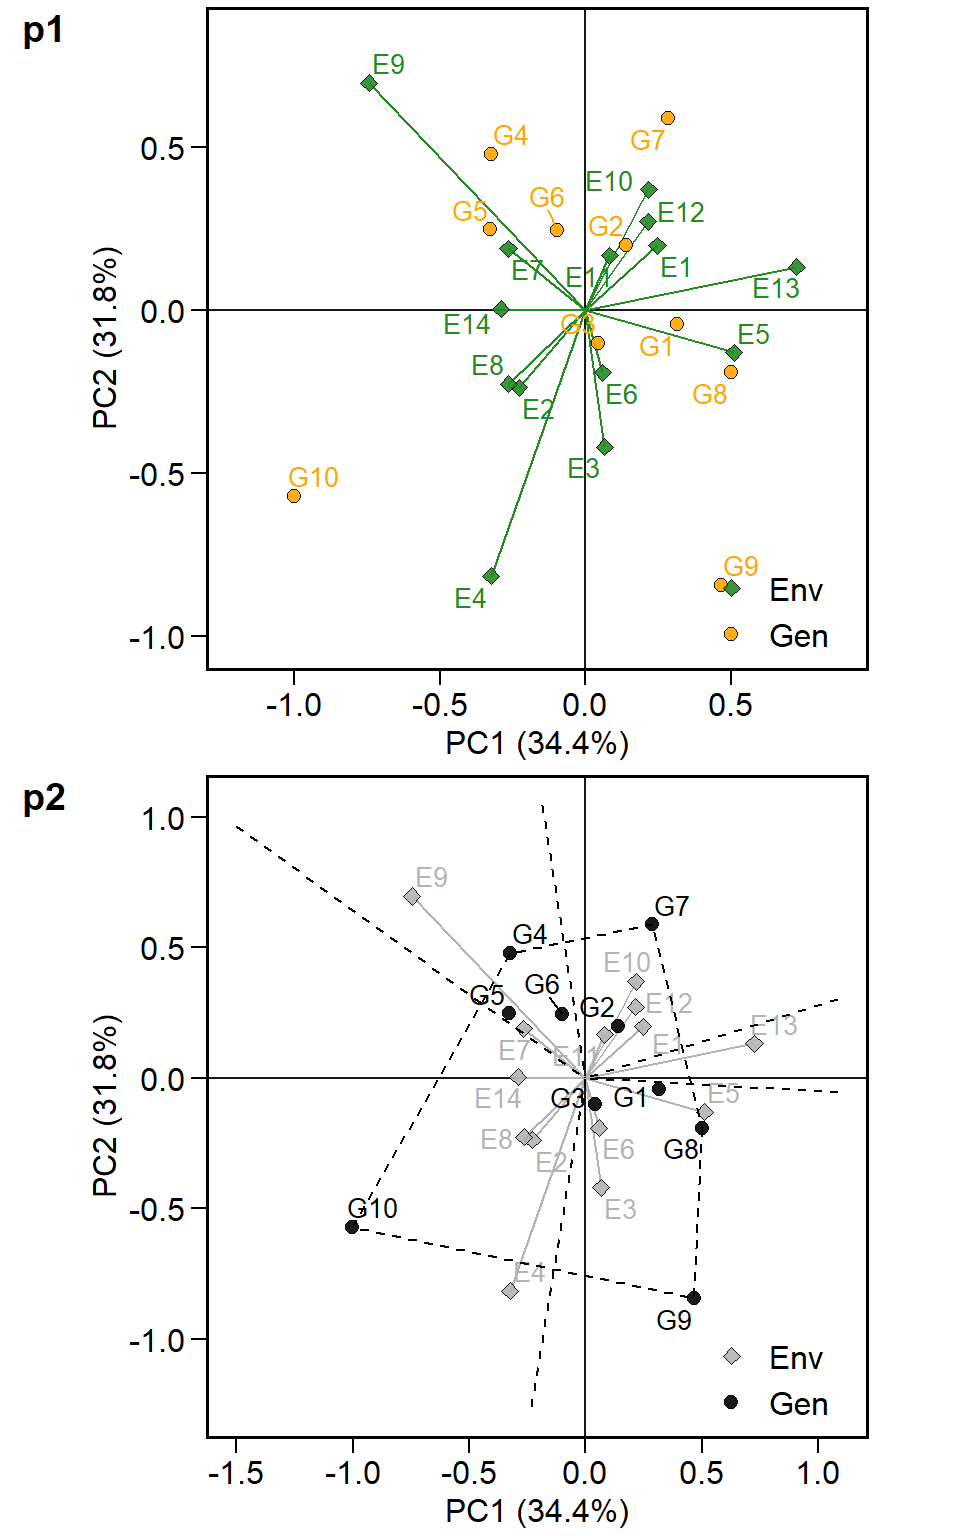 p1
E9
G4
G7
0.5
E10
G6
G5
E12
G2
E7
E11
E1
E13
0.0
E14
G3
G1
E5
E8
G8
E6
E2
E3
-0.5
G10
G9
E4
Env
Gen
-1.0
-1.0
-0.5
0.0
0.5
PC1 (34.4%)
PC2 (31.8%)
p2
1.0
E9
G7
G4
0.5
E10
G6
G5
G2
E12
E13
E7
E11
E1
0.0
E14
G3
G1
E5
E8
E2
E6
G8
-0.5
G10
E3
E4
G9
-1.0
Env
Gen
-1.5
-1.0
-0.5
0.0
0.5
1.0
PC1 (34.4%)
PC2 (31.8%)